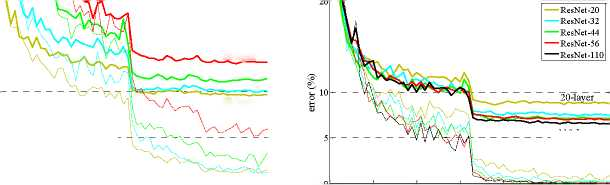 20
ResNet-20
ResNet-32
ResNet-44
ResNet-56
ResNet-110
error (%)
10
20-layer
5
0